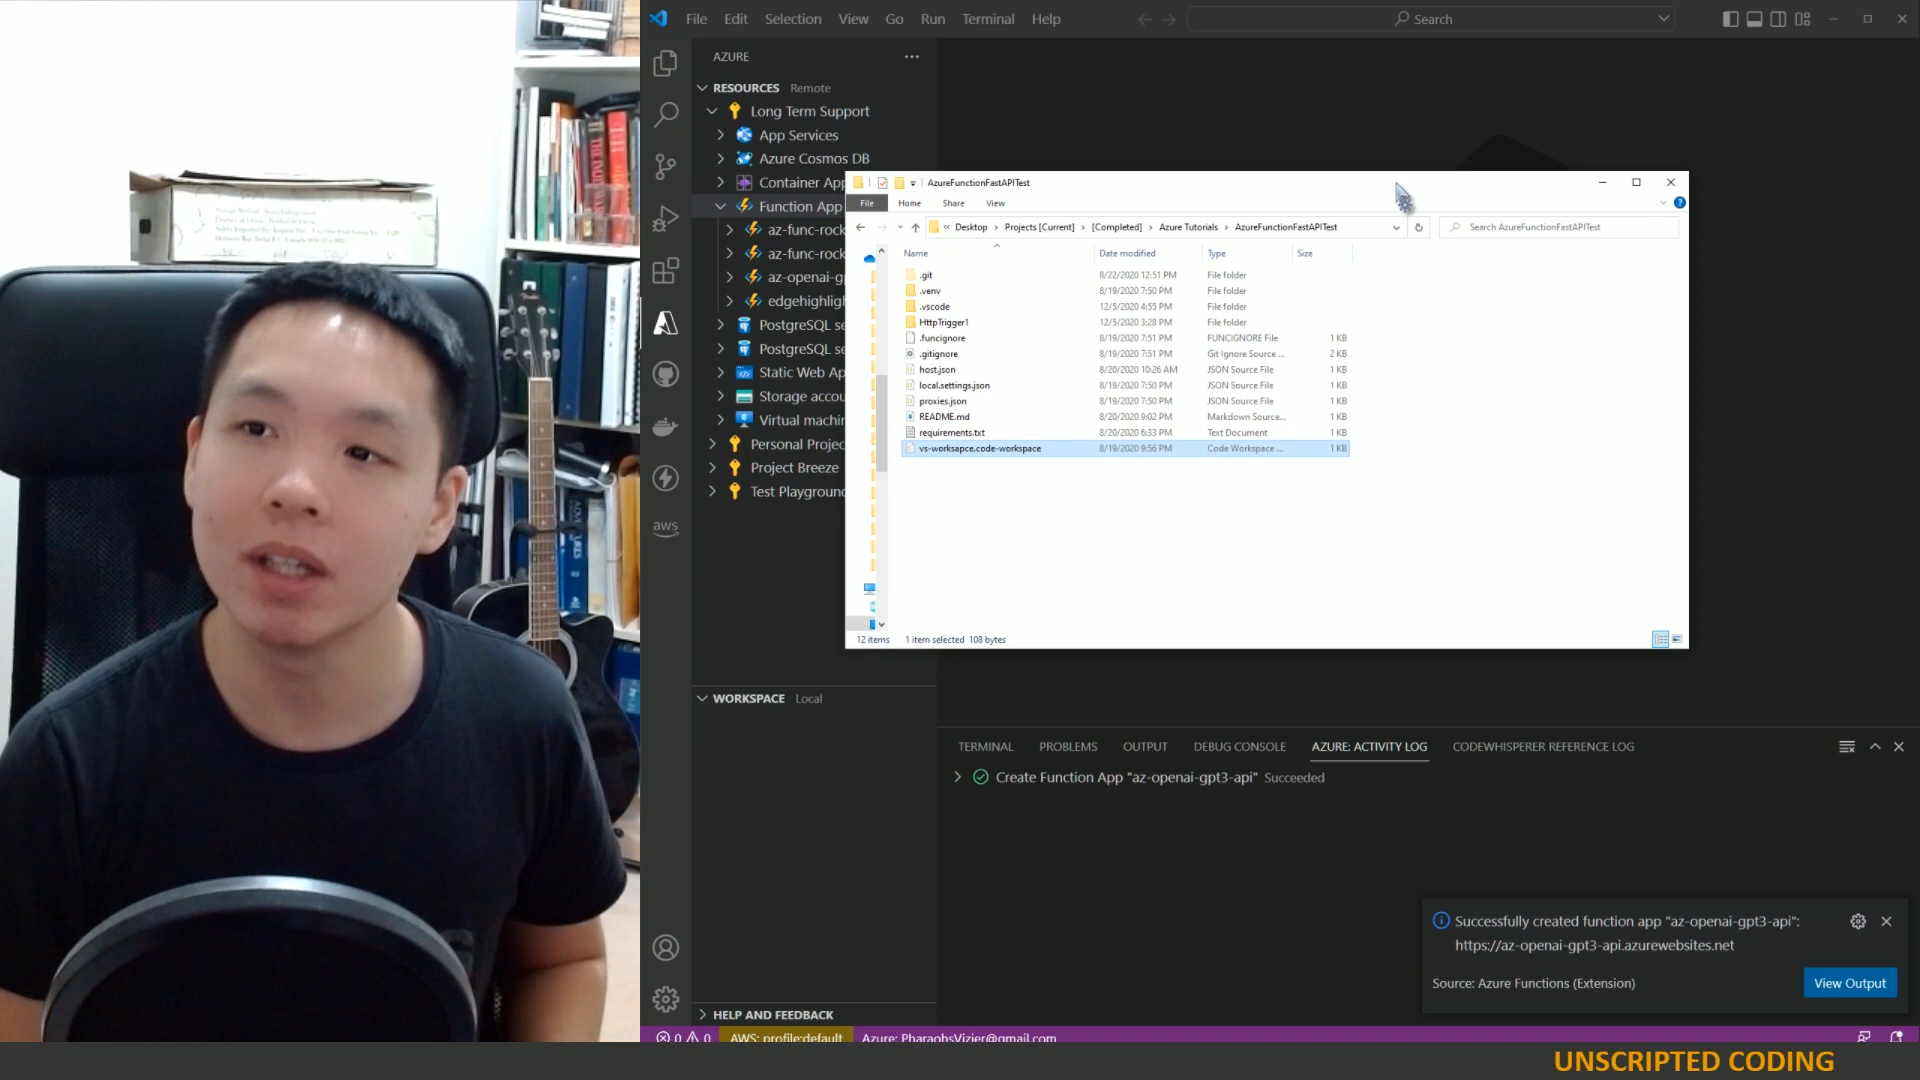 File Edit Selection View Go Run Terminal Help
Search
AZURE
RESOURCES Remote
Long Term Support
App Services
Azure Cosmos DB
Container App
Function App
az-func-rock
az-func-rock
az-openai-g
edgehighligh
PostgreSQL se
PostgreSQL se
Static Web Ap
Storage accou
Virtual machin
Personal Projec
Project Breeze
Test Playground
AzureFunctionFastAPITest
File Home Share View
« Desktop > Projects [Current] > [Completed] > Azure Tutorials > AzureFunctionFastAPITest
Search AzureFunctionFastAPITest
Name Date modified Type Size
.git 8/22/2020 12:51 PM File folder
.venv 8/19/2020 7:50 PM File folder
.vscode 12/5/2020 4:55 PM File folder
HttpTrigger1 12/5/2020 3:28 PM File folder
.funcignore 8/19/2020 7:51 PM FUNCIGNORE File 1 KB
.gitignore 8/19/2020 7:51 PM Git Ignore Source ... 2 KB
host.json 8/20/2020 10:26 AM JSON Source File 1 KB
local.settings.json 8/19/2020 7:50 PM JSON Source File 1 KB
proxies.json 8/19/2020 7:50 PM JSON Source File 1 KB
README.md 8/20/2020 9:02 PM Markdown Source... 1 KB
requirements.txt 8/20/2020 6:33 PM Text Document 1 KB
vs-worksapce.code-workspace 8/19/2020 9:56 PM Code Workspace ... 1 KB
12 items 1 item selected 108 bytes
aws
WORKSPACE Local
TERMINAL PROBLEMS OUTPUT DEBUG CONSOLE AZURE: ACTIVITY LOG CODEWHISPERER REFERENCE LOG
Create Function App "az-openai-gpt3-api" Succeeded
Successfully created function app "az-openai-gpt3-api":
https://az-openai-gpt3-api.azurewebsites.net
Source: Azure Functions (Extension)
View Output
HELP AND FEEDBACK
0 0 AWS: profile:default Azure: PharaohsVizier@gmail.com
UNSCRIPTED CODING